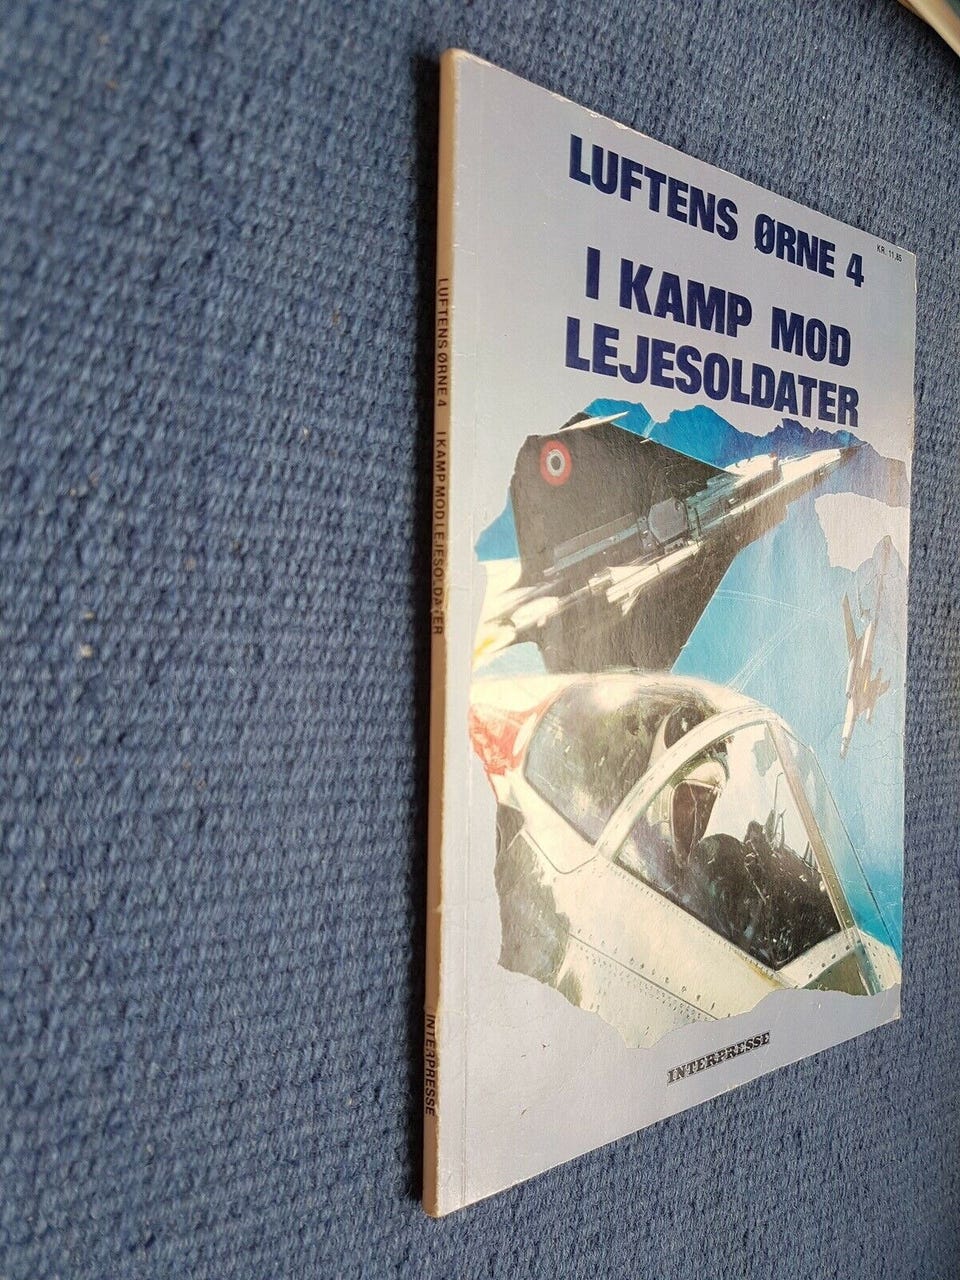 LUFTENS ØRNE 4
KR. 11,85
I KAMP MOD
LEJESOLDATER
INTERPRESSE
LUFTENS ØRNE 4 I KAMP MOD LEJESOLDATER INTERPRESSE